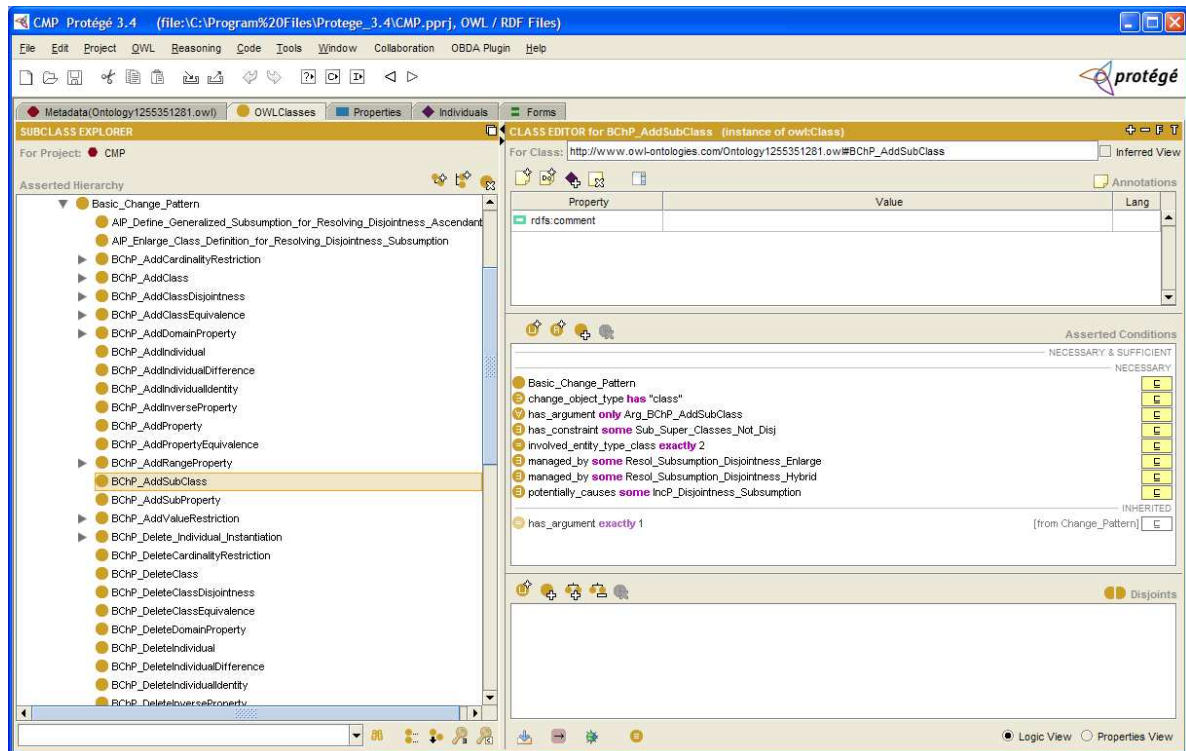 CMP Protégé 3.4 (file:\C:\Program%20Files\Protege_3.4\CMP.pprj, OWL / RDF Files)
File Edit Project OWL Reasoning Code Tools Window Collaboration OBDA Plugin Help
protégé
Metadata(Ontology1255351281.owl) OWLClasses Properties Individuals Forms
SUBCLASS EXPLORER
For Project: CMP
Asserted Hierarchy
Basic_Change_Pattern
AIP_Define_Generalized_Subsumption_for_Resolving_Disjointness_Ascendant
AIP_Enlarge_Class_Definition_for_Resolving_Disjointness_Subsumption
BChP_AddCardinalityRestriction
BChP_AddClass
BChP_AddClassDisjointness
BChP_AddClassEquivalence
BChP_AddDomainProperty
BChP_AddIndividual
BChP_AddIndividualDifference
BChP_AddIndividualIdentity
BChP_AddInverseProperty
BChP_AddProperty
BChP_AddPropertyEquivalence
BChP_AddRangeProperty
BChP_AddSubClass
BChP_AddSubProperty
BChP_AddValueRestriction
BChP_Delete_Individual_Instantiation
BChP_DeleteCardinalityRestriction
BChP_DeleteClass
BChP_DeleteClassDisjointness
BChP_DeleteClassEquivalence
BChP_DeleteDomainProperty
BChP_DeleteIndividual
BChP_DeleteIndividualDifference
BChP_DeleteIndividualIdentity
BChP_DeleteInverseProperty
CLASS EDITOR for BChP_AddSubClass (instance of owl:Class)
For Class: http://www.owl-ontologies.com/Ontology1255351281.owl#BChP_AddSubClass Inferred View
Annotations
Property Value Lang
rdfs:comment
Asserted Conditions
NECESSARY & SUFFICIENT
NECESSARY
Basic_Change_Pattern
change_object_type has "class"
has_argument only Arg_BChP_AddSubClass
has_constraint some Sub_Super_Classes_Not_Disj
involved_entity_type_class exactly 2
managed_by some Resol_Subsumption_Disjointness_Enlarge
managed_by some Resol_Subsumption_Disjointness_Hybrid
potentially_causes some IncP_Disjointness_Subsumption
INHERITED
has_argument exactly 1 [from Change_Pattern]
Disjoints
Logic View Properties View